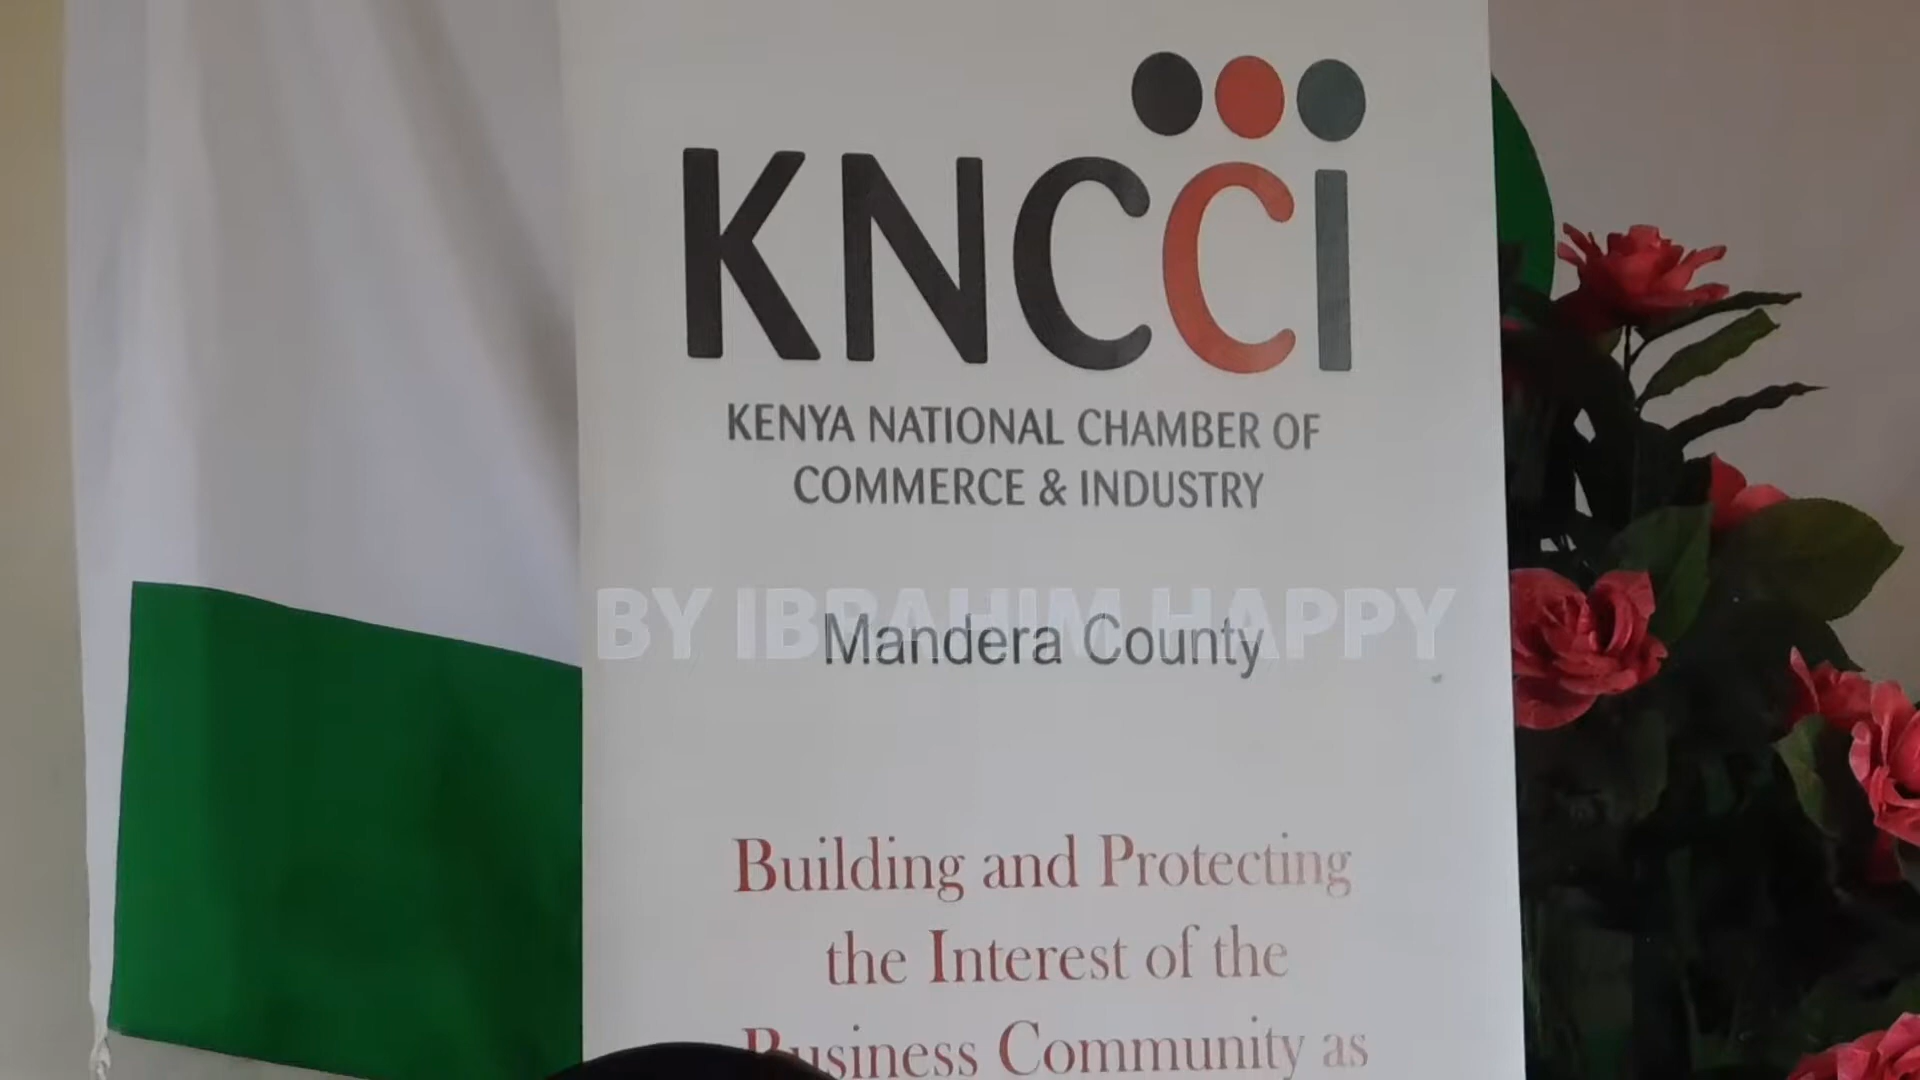 KNCCI
KENYA NATIONAL CHAMBER OF
COMMERCE & INDUSTRY
BY IBRAHIM HAPPY
Mandera County
Building and Protecting
the Interest of the
Business Community as